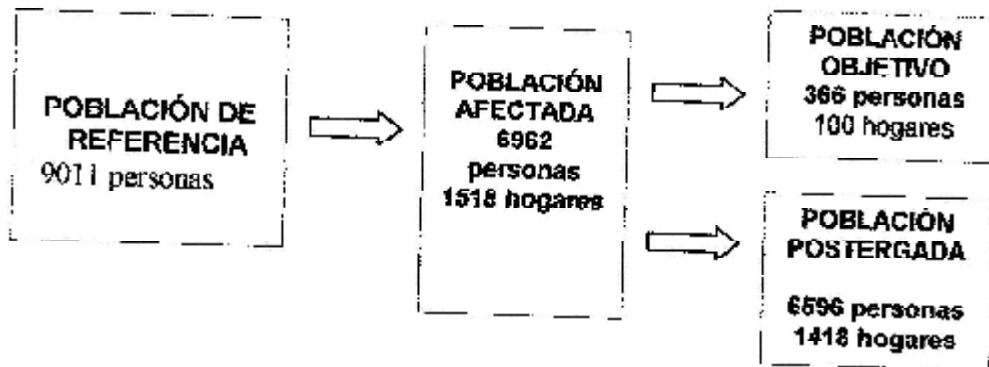 POBLACIÓN DE
REFERENCIA
9011 personas
POBLACIÓN
AFECTADA
6962
personas
1518 hogares
POBLACIÓN
OBJETIVO
366 personas
100 hogares
POBLACIÓN
POSTERGADA
6596 personas
1418 hogares